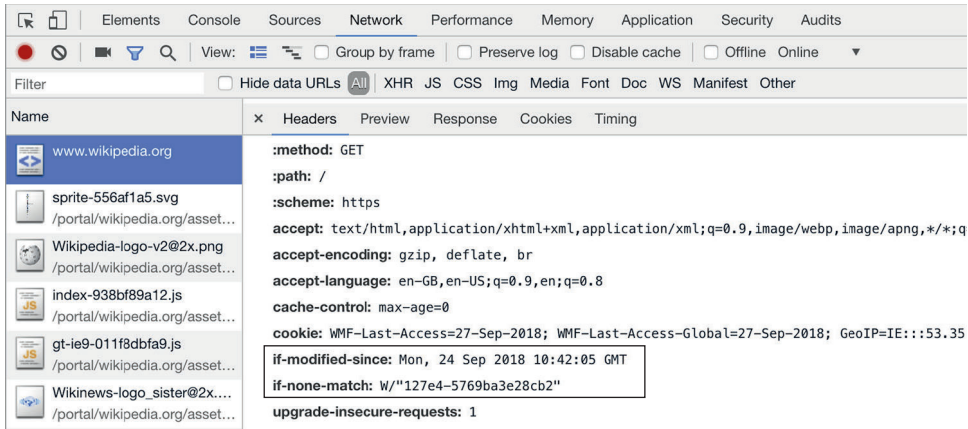 Elements Console Sources Network Performance Memory Application Security Audits
View: Group by frame Preserve log Disable cache Offline Online
Filter Hide data URLs All XHR JS CSS Img Media Font Doc WS Manifest Other
Name × Headers Preview Response Cookies Timing
www.wikipedia.org
sprite-556af1a5.svg
/portal/wikipedia.org/asset...
Wikipedia-logo-v2@2x.png
/portal/wikipedia.org/asset...
index-938bf89a12.js
/portal/wikipedia.org/asset...
gt-ie9-011f8dbfa9.js
/portal/wikipedia.org/asset...
Wikinews-logo_sister@2x....
/portal/wikipedia.org/asset...
:method: GET
:path: /
:scheme: https
accept: text/html,application/xhtml+xml,application/xml;q=0.9,image/webp,image/apng,*/*;q
accept-encoding: gzip, deflate, br
accept-language: en-GB,en-US;q=0.9,en;q=0.8
cache-control: max-age=0
cookie: WMF-Last-Access=27-Sep-2018; WMF-Last-Access-Global=27-Sep-2018; GeoIP=IE:::53.35
if-modified-since: Mon, 24 Sep 2018 10:42:05 GMT
if-none-match: W/"127e4-5769ba3e28cb2"
upgrade-insecure-requests: 1